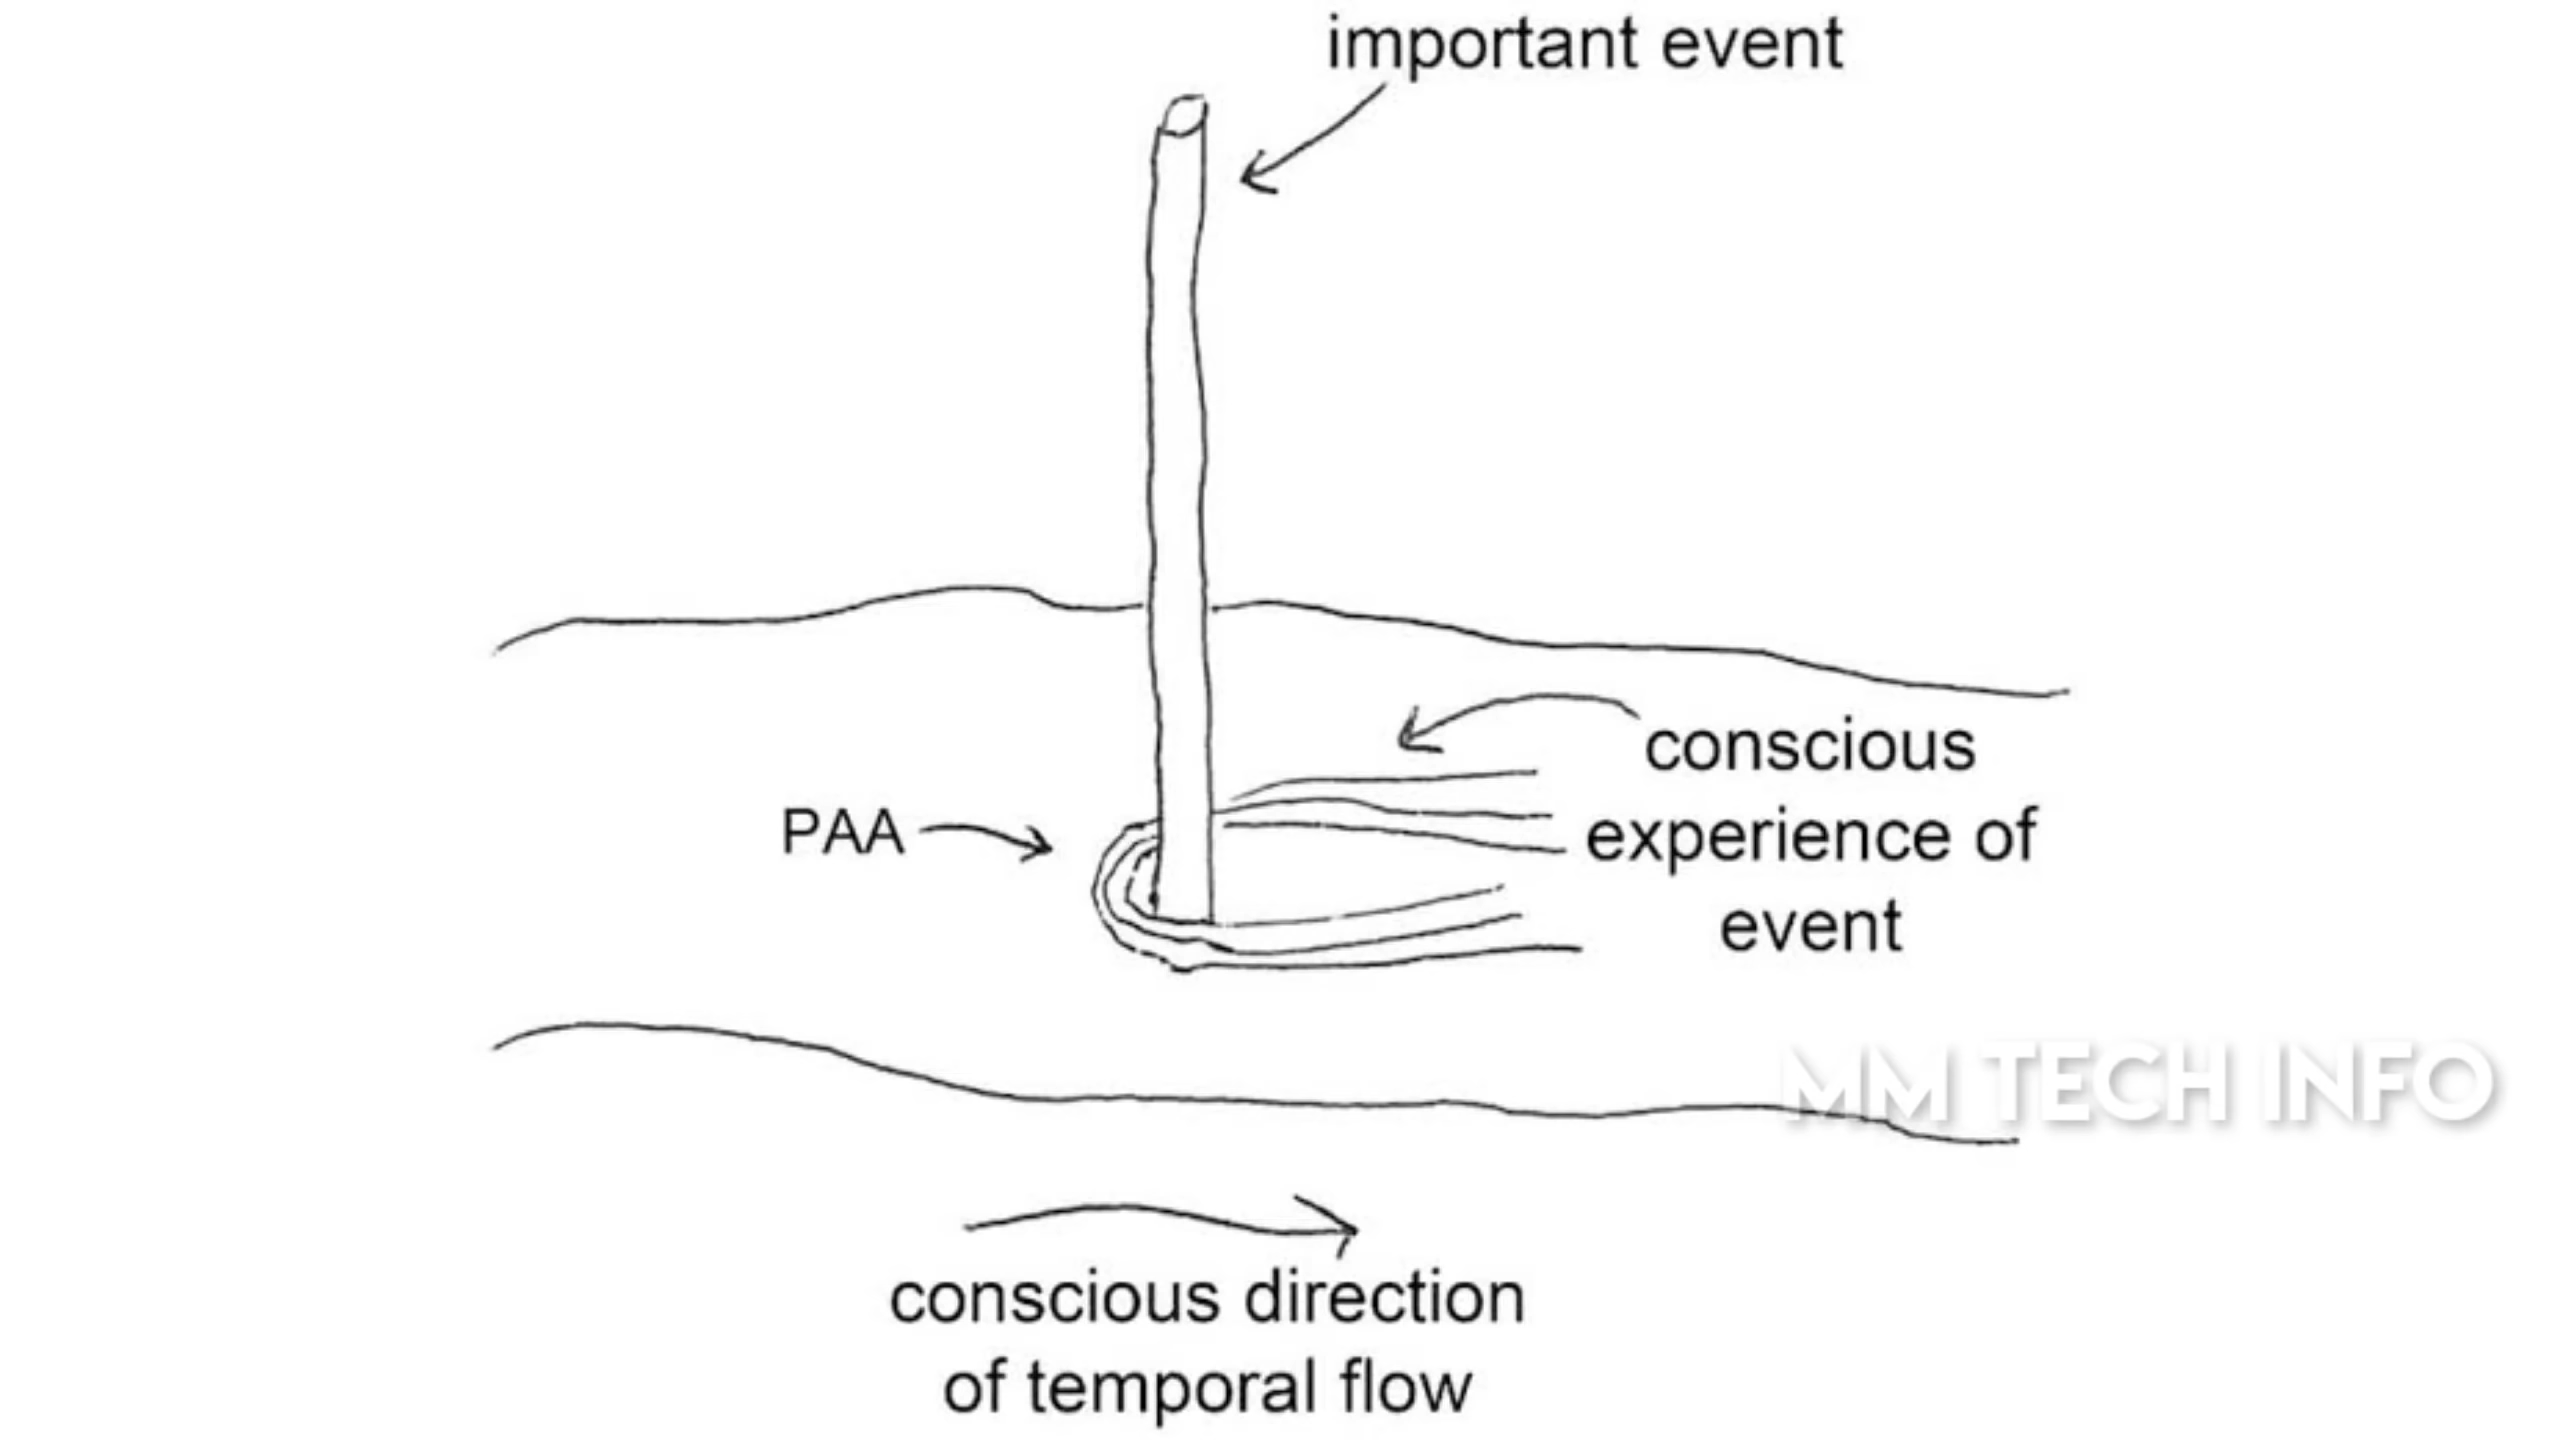 important event
conscious
experience of
event
PAA
MM TECH INFO
conscious direction
of temporal flow